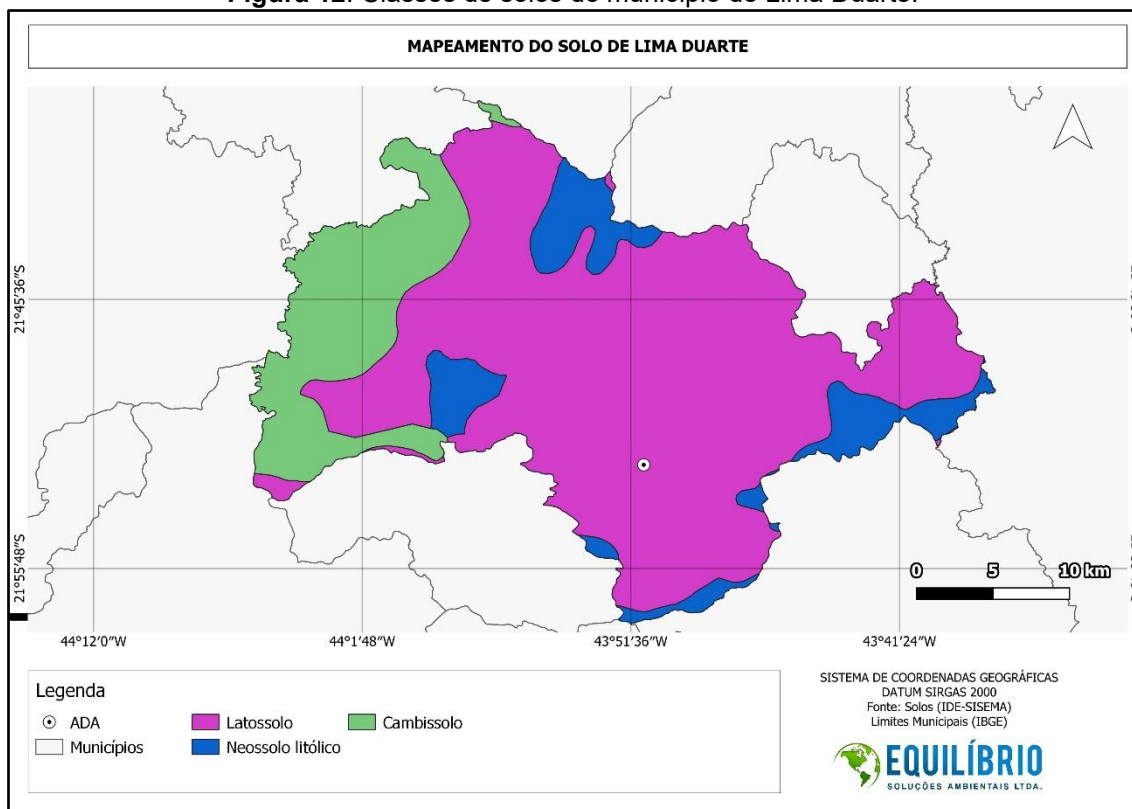 Figura 12. Classes de solos do município de Lima Duarte.
MAPEAMENTO DO SOLO DE LIMA DUARTE
21°45'36"S
21°55'48"S
0 5 10 km
44°12'0"W 44°1'48"W 43°51'36"W 43°41'24"W
Legenda
ADA
Municípios
Latossolo
Neossolo litólico
Cambissolo
SISTEMA DE COORDENADAS GEOGRÁFICAS
DATUM SIRGAS 2000
Fonte: Solos (IDE-SISEMA)
Limites Municipais (IBGE)
EQUILÍBRIO
SOLUÇÕES AMBIENTAIS LTDA.